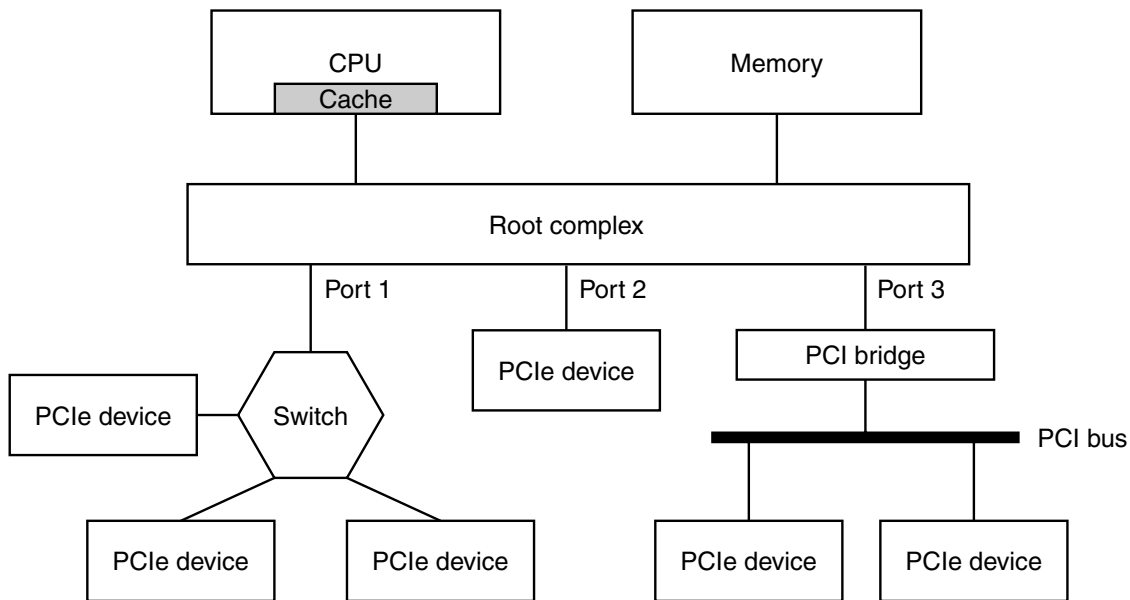 CPU
Cache
Memory
Root complex
Port 1
Port 2
Port 3
PCIe device
PCI bridge
PCIe device
Switch
PCI bus
PCIe device
PCIe device
PCIe device
PCIe device